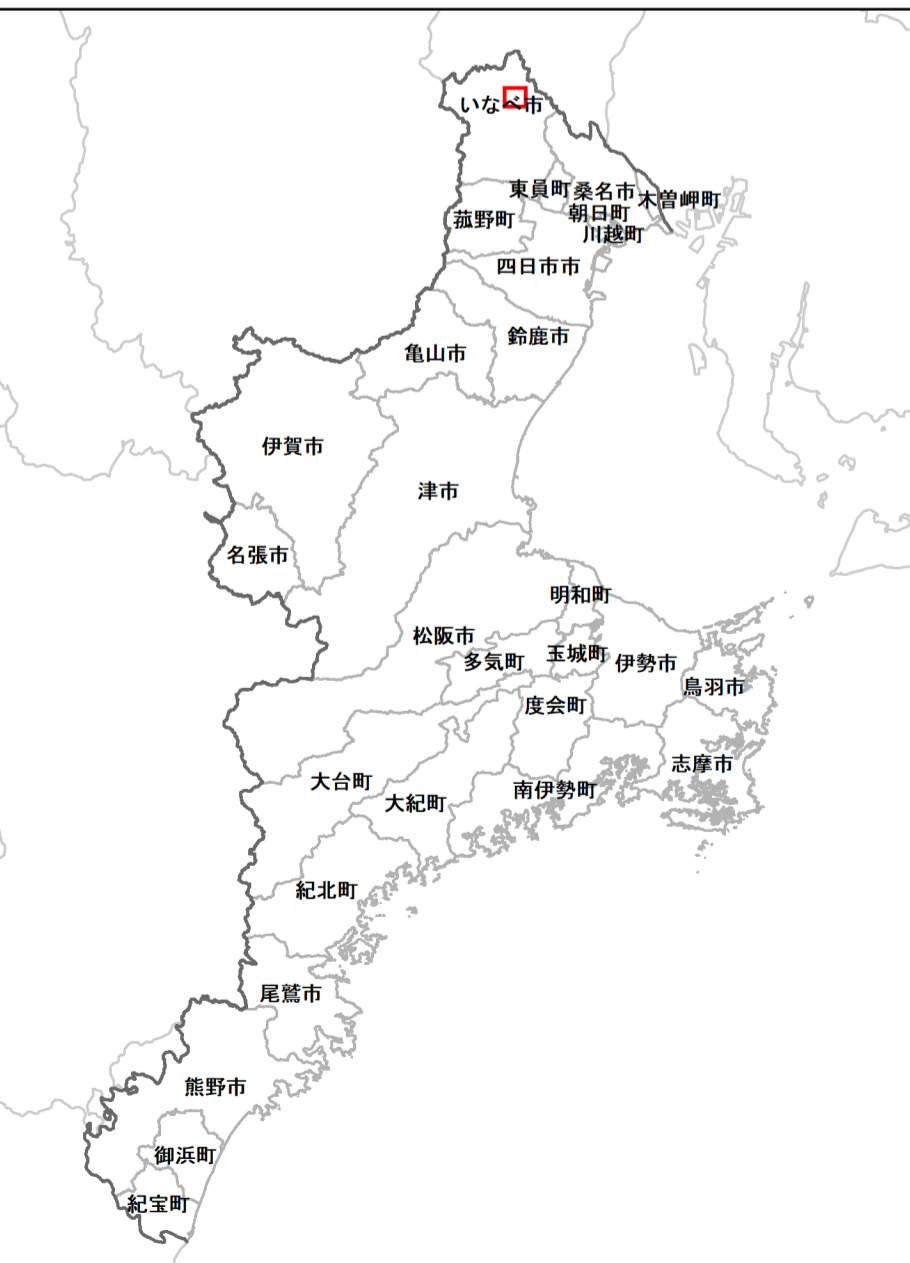 いなべ市
東員町
桑名市
木曽岬町
朝日町
菰野町
川越町
四日市市
鈴鹿市
亀山市
伊賀市
津市
名張市
明和町
松阪市
多気町
玉城町
伊勢市
鳥羽市
度会町
志摩市
大台町
南伊勢町
大紀町
紀北町
尾鷲市
熊野市
御浜町
紀宝町